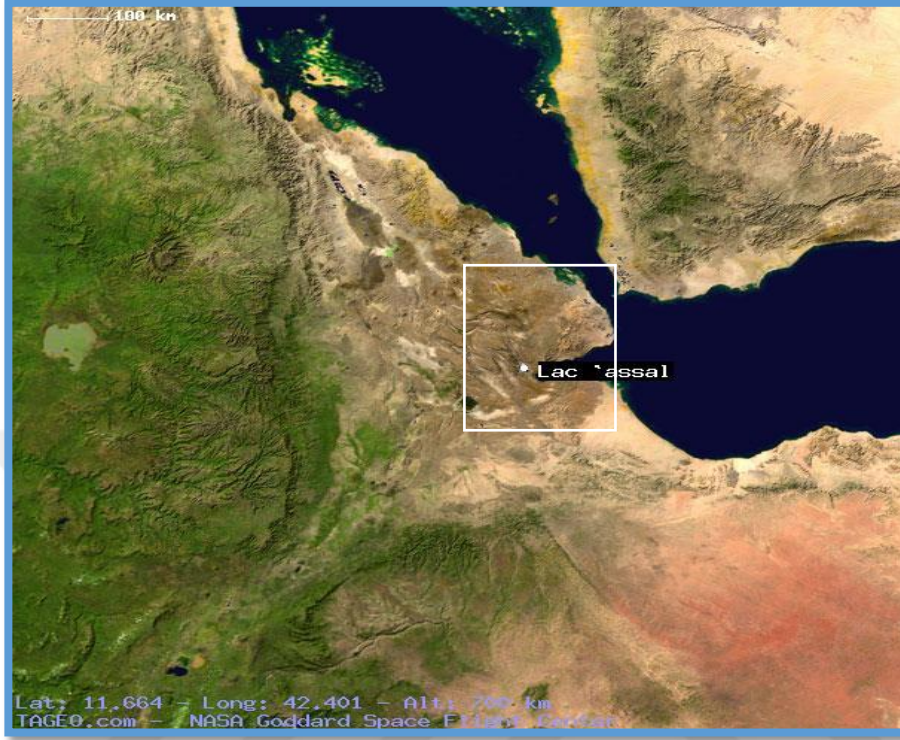 100 km
Lac `assal
Lat: 11.664 - Long: 42.401 - Alt: 700 km
TAGEO.com - NASA Goddard Space Flight Center